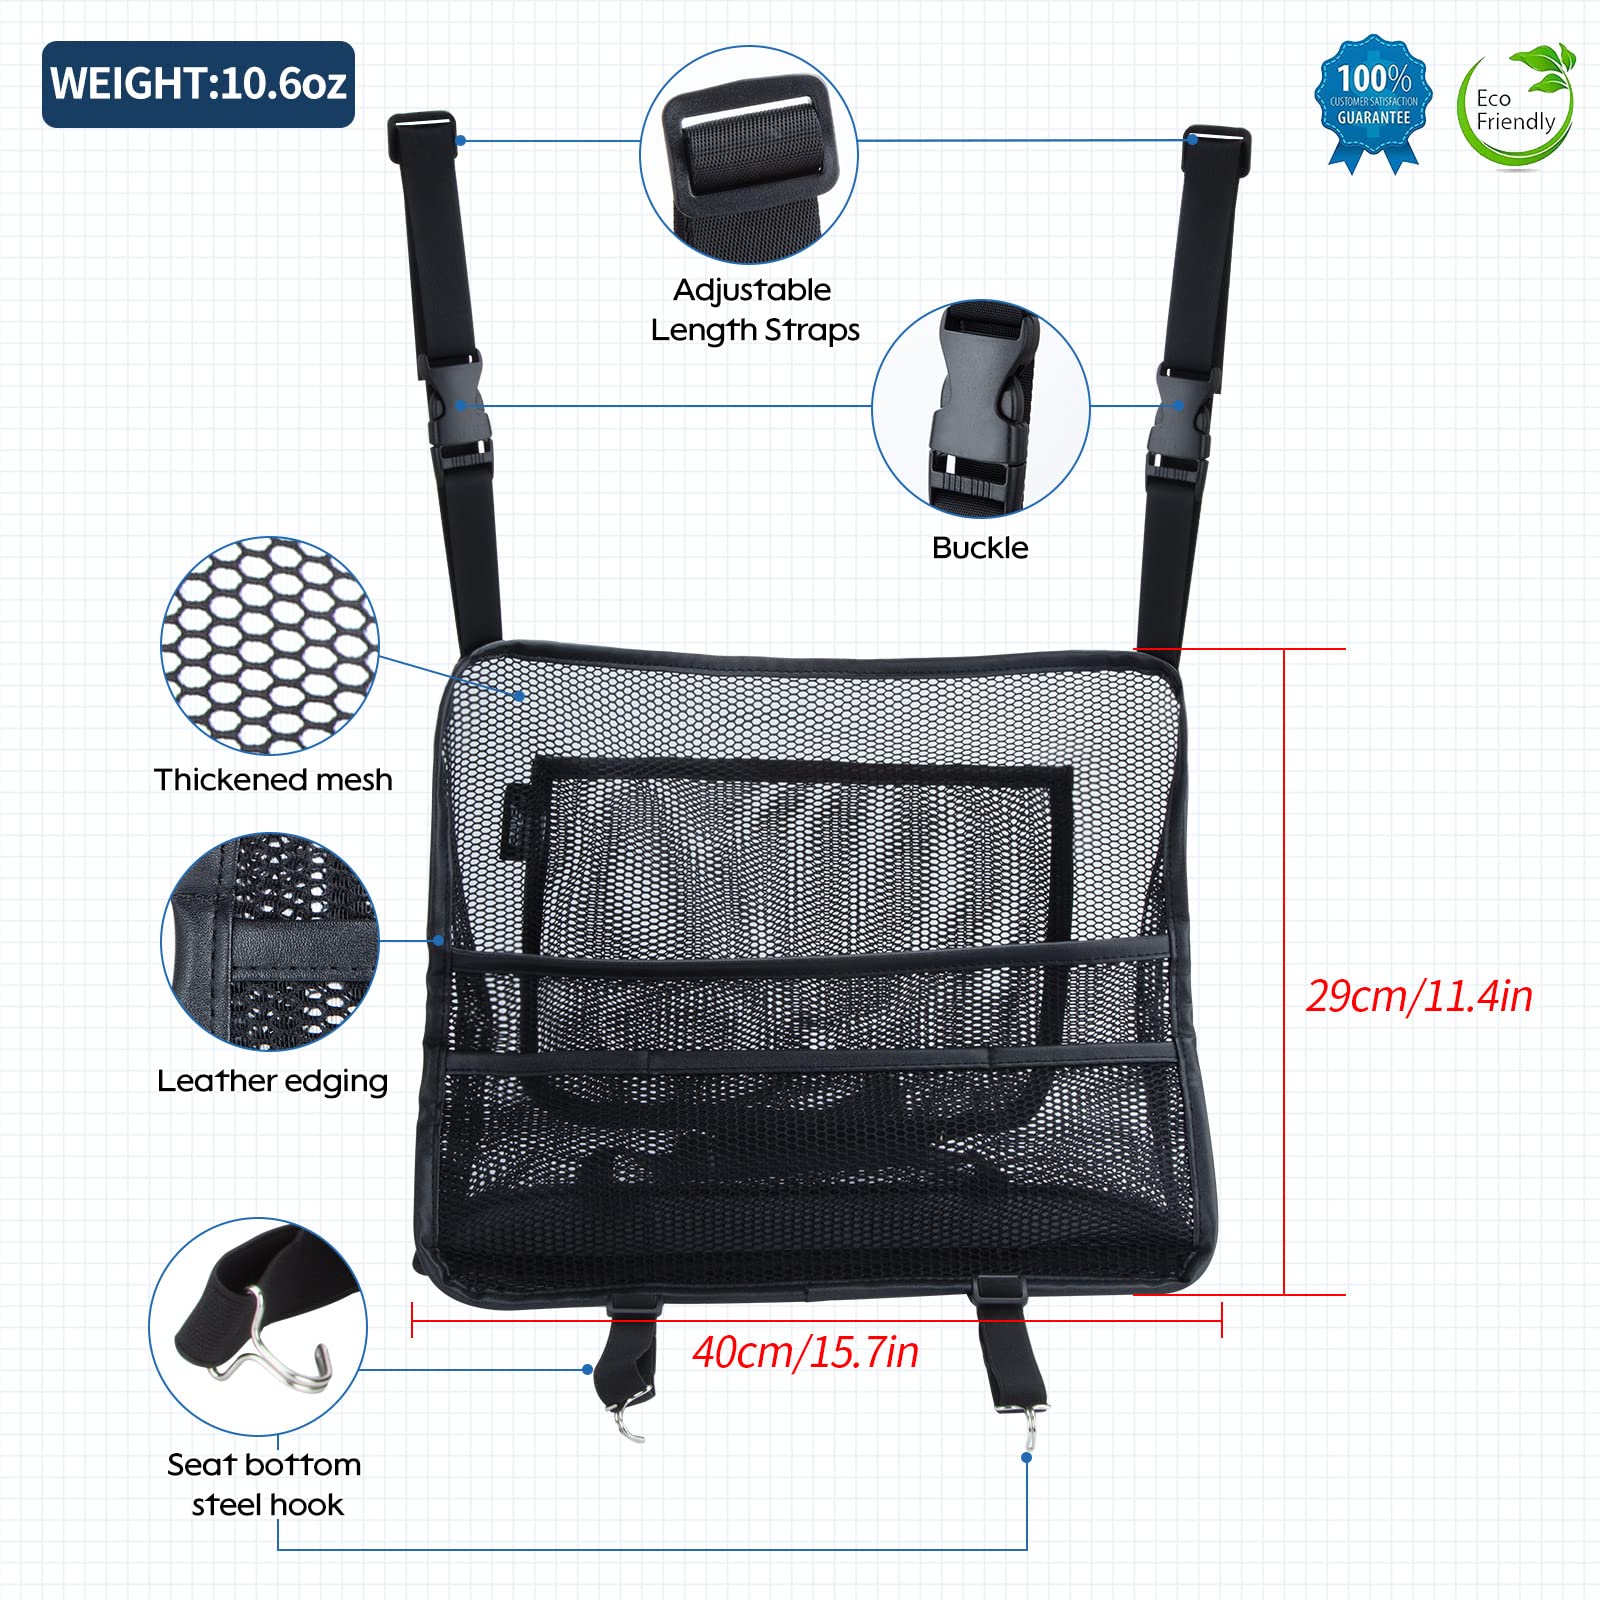 WEIGHT:10.6oz
100%
CUSTOMER SATISFACTION
GUARANTEE
Eco
Friendly
Adjustable
Length Straps
Buckle
Thickened mesh
Leather edging
29cm/11.4in
40cm/15.7in
Seat bottom
steel hook